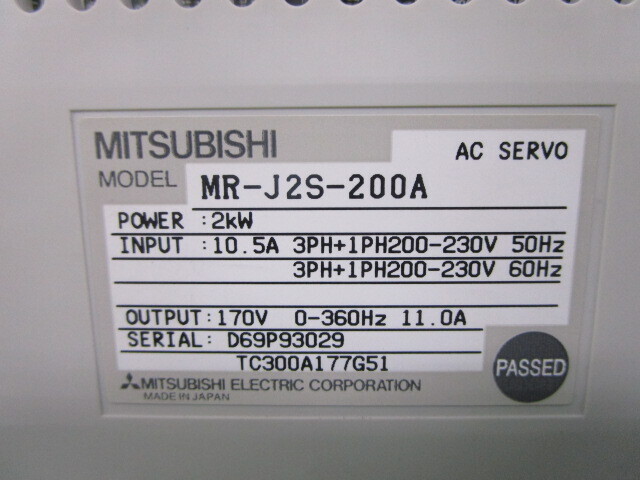 MITSUBISHI
AC SERVO
MODEL MR-J2S-200A
POWER :2kW
INPUT :10.5A 3PH+1PH200-230V 50Hz
3PH+1PH200-230V 60Hz
OUTPUT:170V 0-360Hz 11.0A
SERIAL: D69P93029
TC300A177G51
PASSED
MITSUBISHI ELECTRIC CORPORATION
MADE IN JAPAN